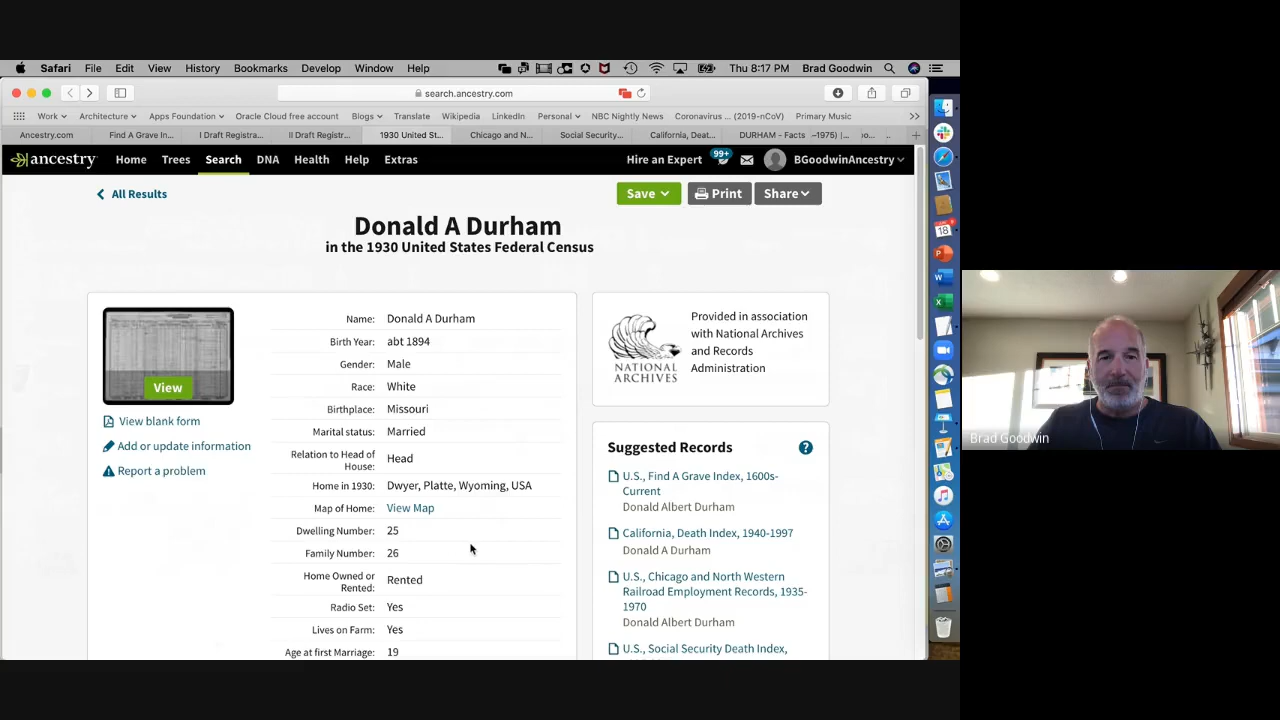 Safari File Edit View History Bookmarks Develop Window Help Thu 8:17 PM Brad Goodwin
search.ancestry.com
Work Architecture Apps Foundation Oracle Cloud free account Blogs Translate Wikipedia LinkedIn Personal NBC Nightly News Coronavirus ... (2019-nCoV) Primary Music
Ancestry.com Find A Grave In... I Draft Registra... II Draft Registr... 1930 United St... Chicago and N... Social Security... California, Deat... DURHAM - Facts ~1975) |...
ancestry Home Trees Search DNA Health Help Extras Hire an Expert 99+ BGoodwinAncestry
All Results Save Print Share
Donald A Durham
in the 1930 United States Federal Census
View
View blank form
Add or update information
Report a problem
Name: Donald A Durham
Birth Year: abt 1894
Gender: Male
Race: White
Birthplace: Missouri
Marital status: Married
Relation to Head of
House: Head
Home in 1930: Dwyer, Platte, Wyoming, USA
Map of Home: View Map
Dwelling Number: 25
Family Number: 26
Home Owned or
Rented: Rented
Radio Set: Yes
Lives on Farm: Yes
Age at first Marriage: 19
NATIONAL
ARCHIVES
Provided in association
with National Archives
and Records
Administration
Suggested Records ?
U.S., Find A Grave Index, 1600s-
Current
Donald Albert Durham
California, Death Index, 1940-1997
Donald A Durham
U.S., Chicago and North Western
Railroad Employment Records, 1935-
1970
Donald Albert Durham
U.S., Social Security Death Index,
18
Brad Goodwin